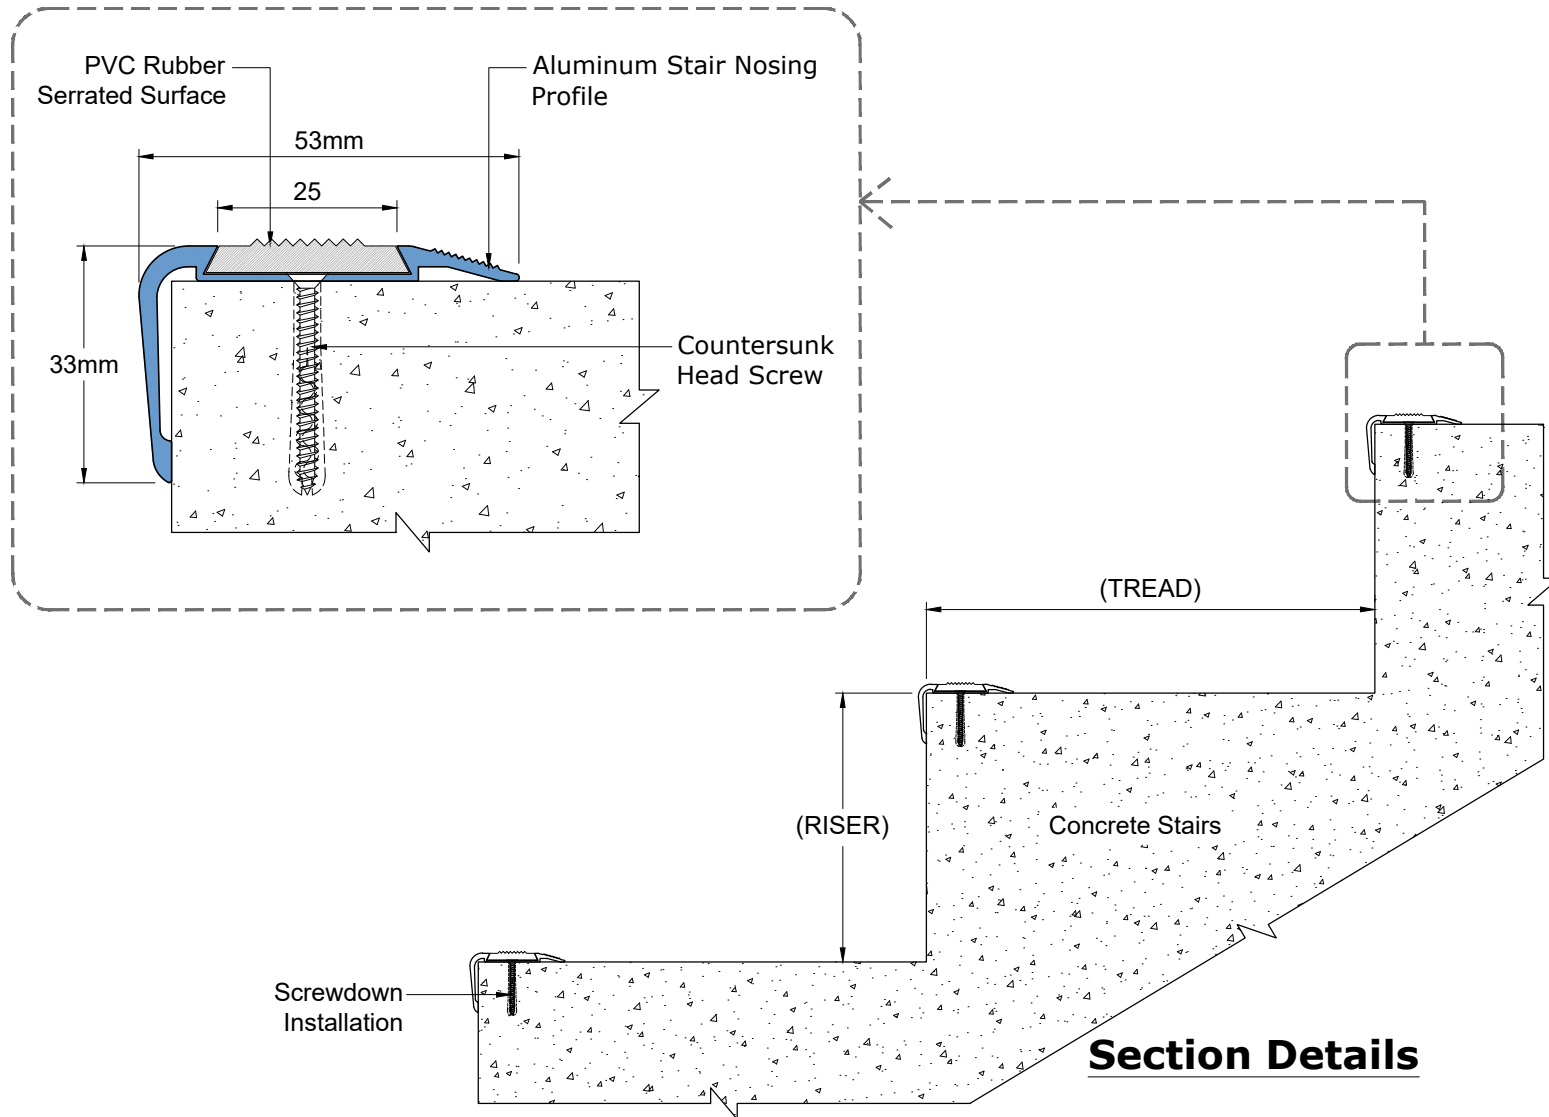 PVC Rubber
Serrated Surface
Aluminum Stair Nosing
Profile
53mm
25
33mm
Countersunk
Head Screw
(TREAD)
(RISER)
Concrete Stairs
Screwdown
Installation
Section Details